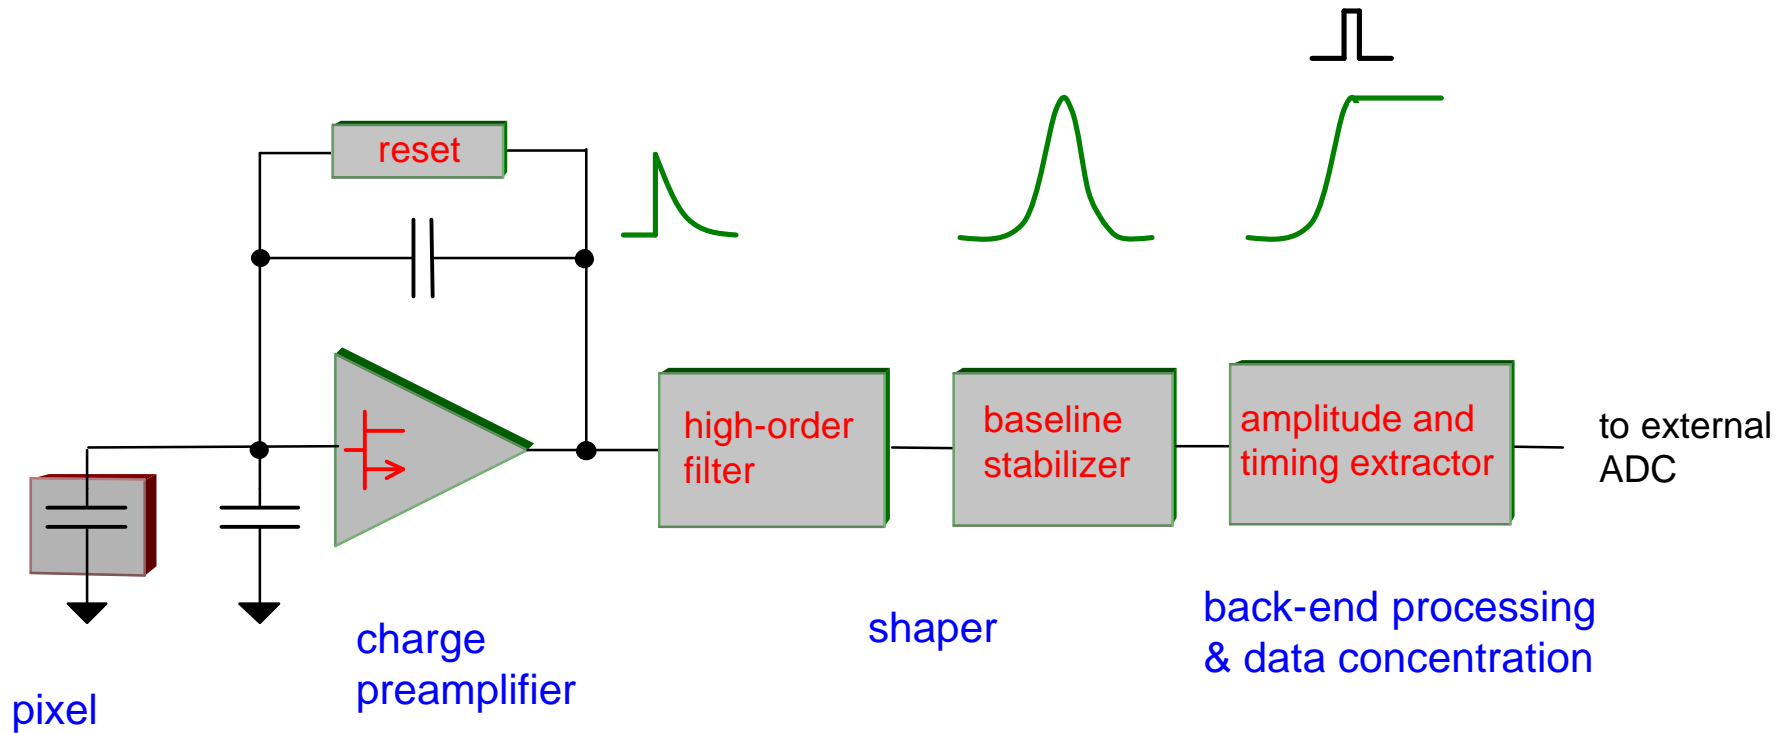 reset
high-order
filter
baseline
stabilizer
amplitude and
timing extractor
to external
ADC
pixel
charge
preamplifier
shaper
back-end processing
& data concentration